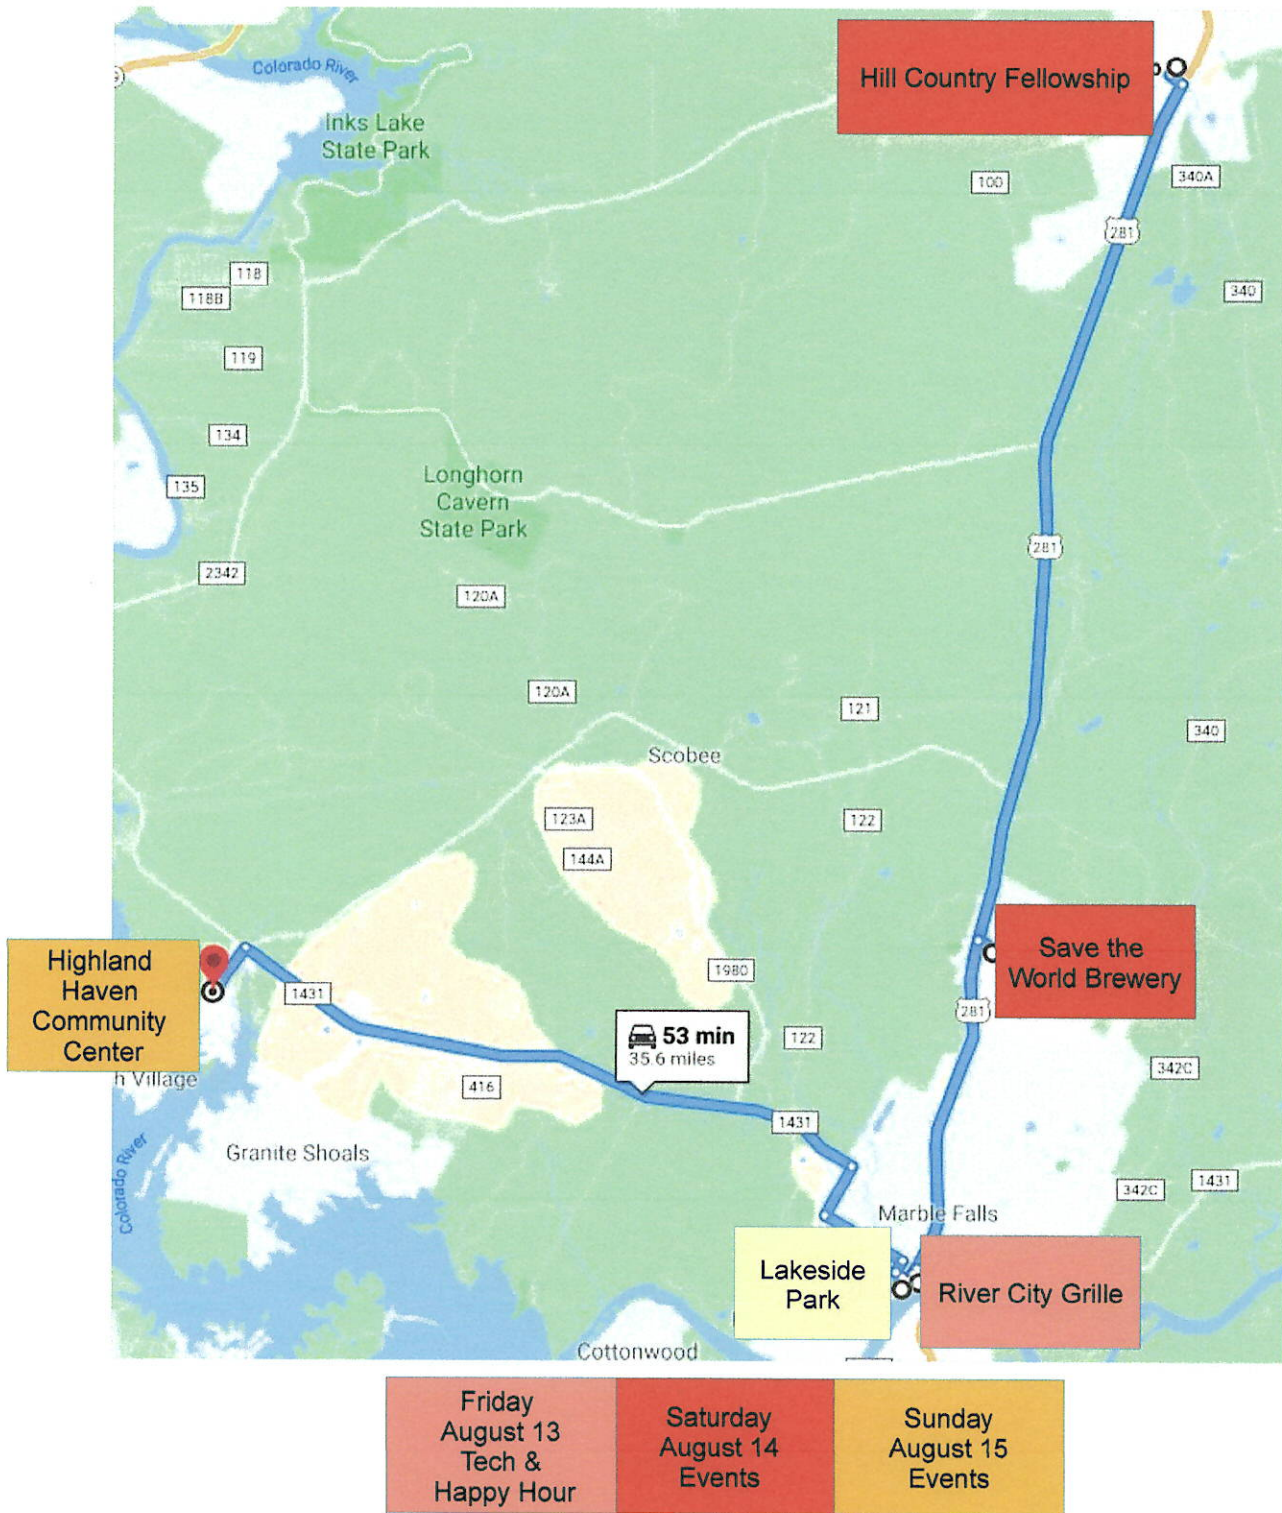 Hill Country Fellowship
Colorado River
Inks Lake
State Park
100
340A
281
118
118B
340
119
134
135
Longhorn
Cavern
State Park
281
2342
120A
120A
121
340
Scobee
123A
122
144A
Highland
Haven
Community
Center
Save the
World Brewery
1980
1431
281
53 min
35.6 miles
122
342C
h Village
416
1431
Granite Shoals
Colorado River
342C
1431
Marble Falls
Lakeside
Park
River City Grille
Cottonwood
Friday
August 13
Tech &
Happy Hour
Saturday
August 14
Events
Sunday
August 15
Events